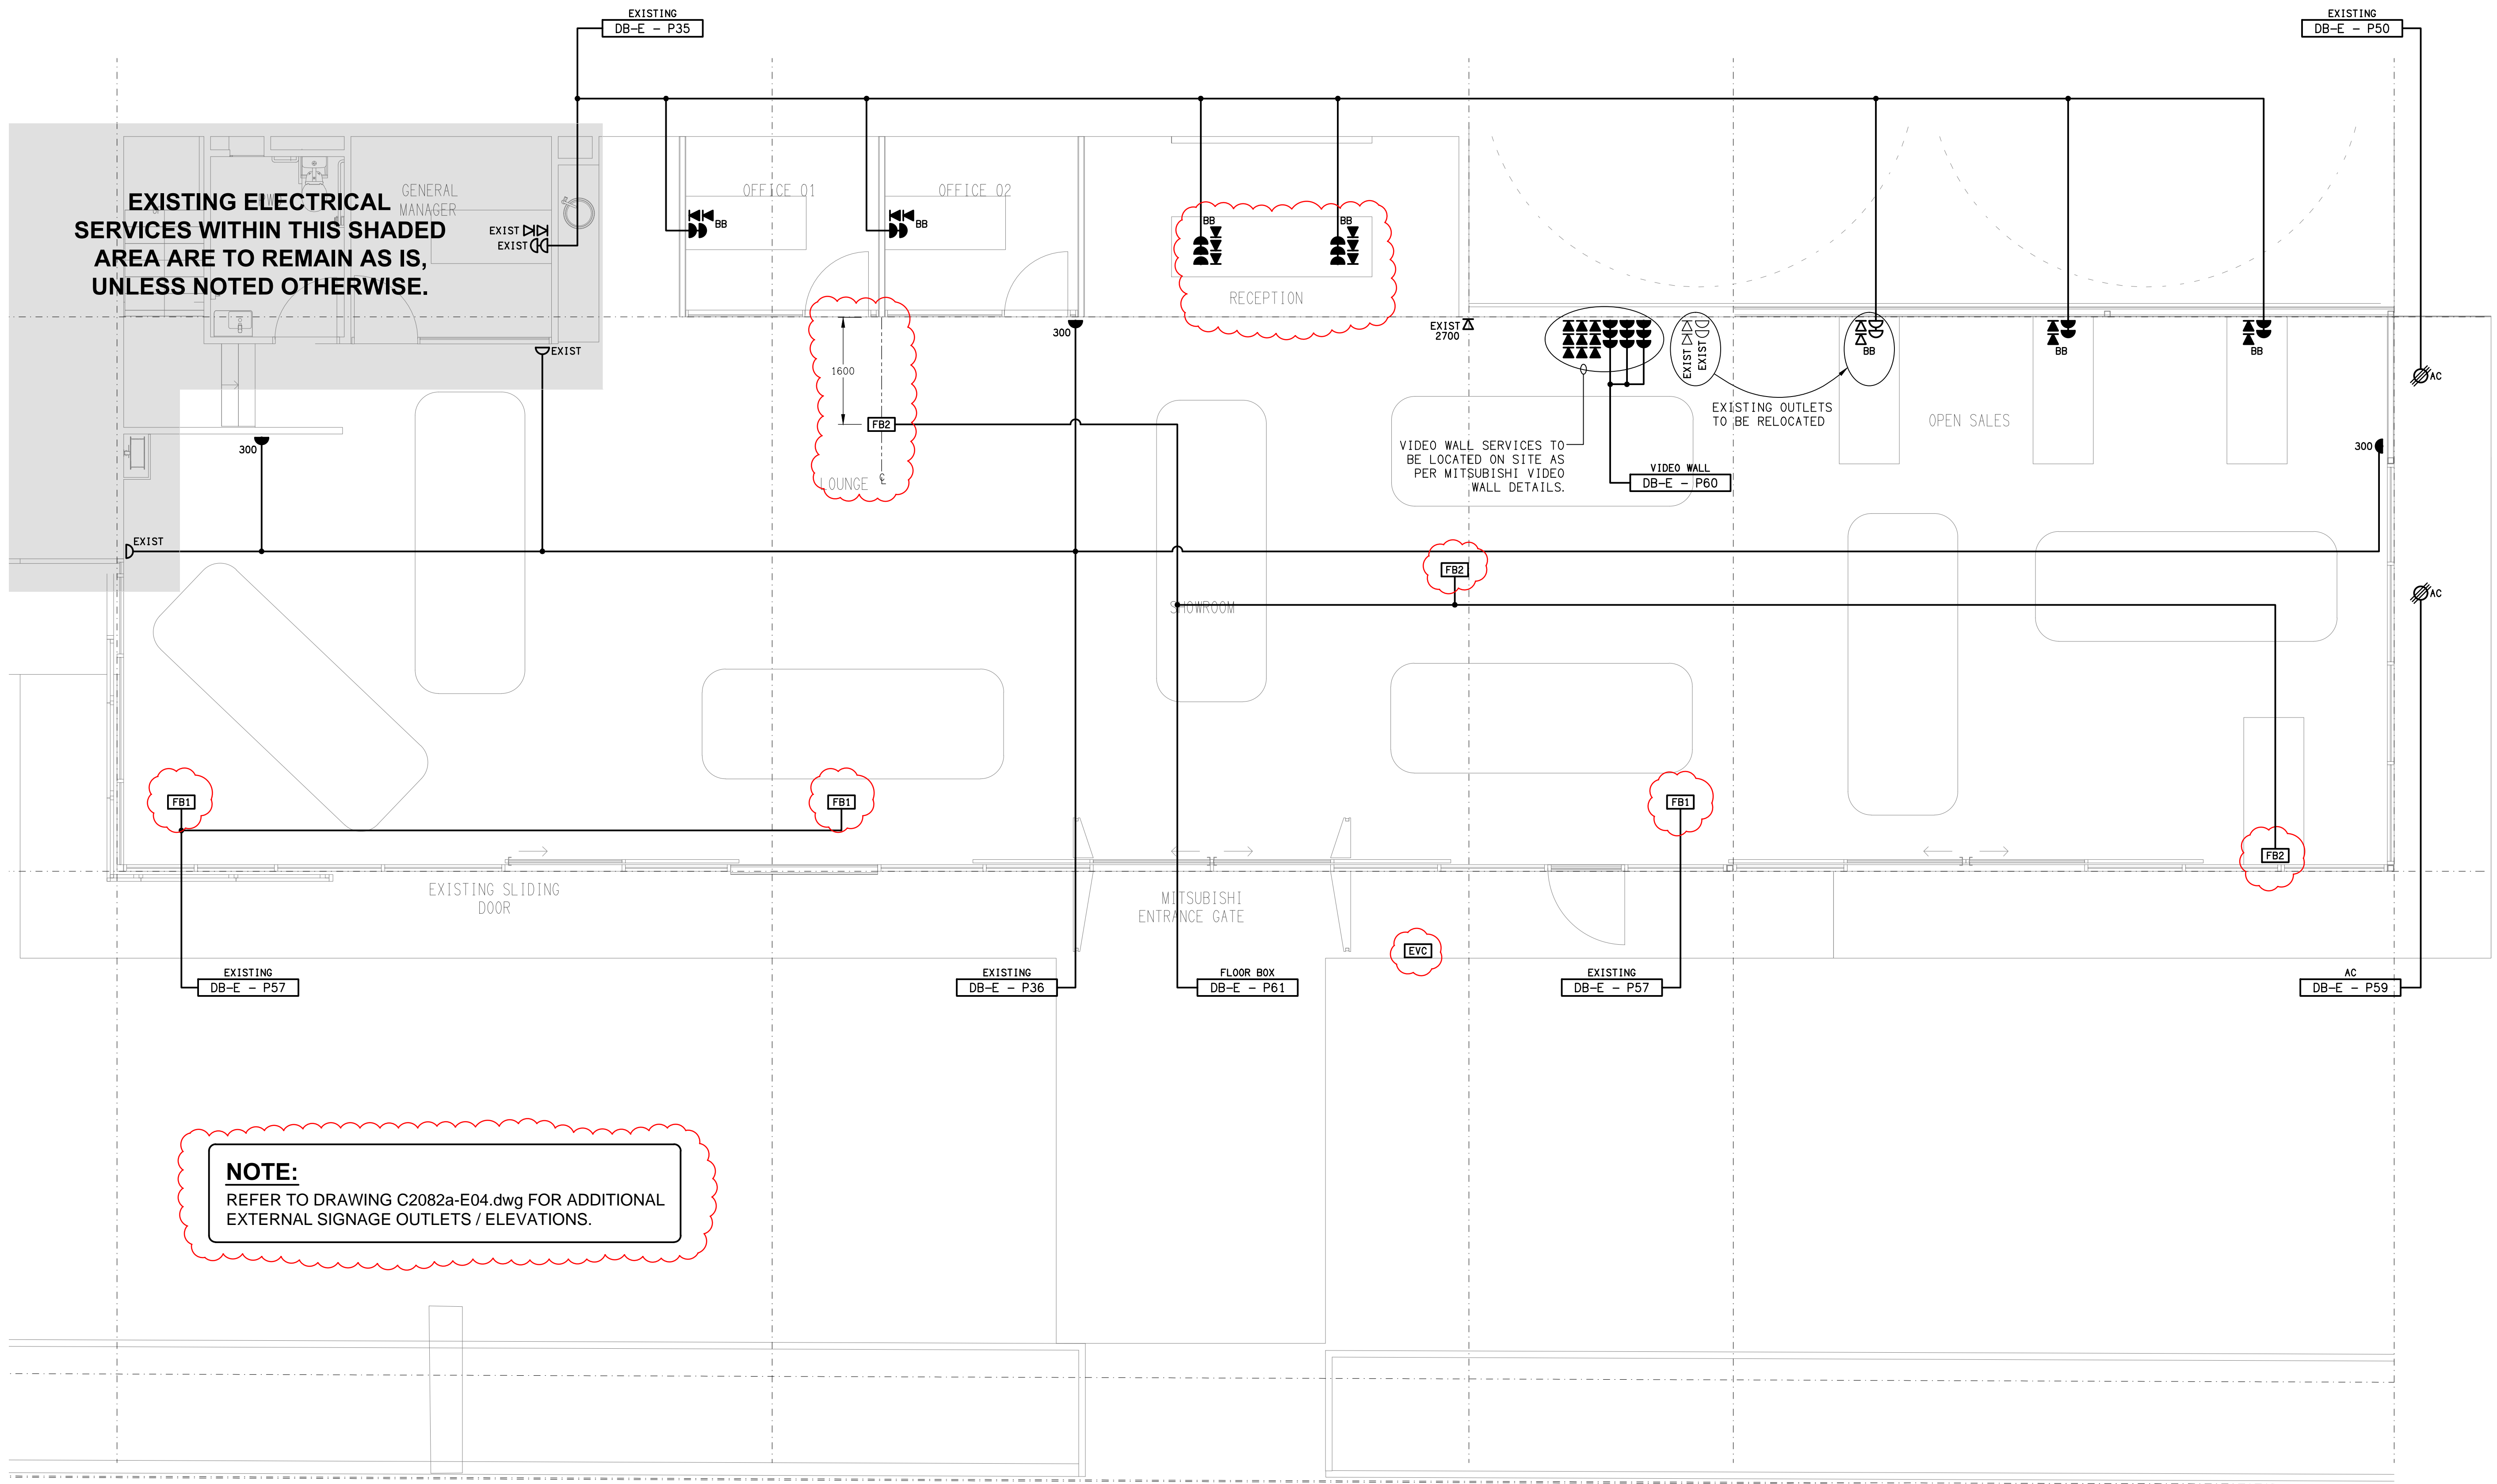 EXISTING
DB-E - P35
EXISTING
DB-E - P50
EXISTING ELECTRICAL
SERVICES WITHIN THIS SHADED
AREA ARE TO REMAIN AS IS,
UNLESS NOTED OTHERWISE.
GENERAL
MANAGER
EXIST
EXIST
OFFICE 01
BB
OFFICE 02
BB
BB
BB
RECEPTION
EXIST
300
300
1600
FB2
LOUNGE
EXIST
2700
EXIST
EXIST
BB
BB
BB
AC
EXISTING OUTLETS
TO BE RELOCATED
OPEN SALES
VIDEO WALL SERVICES TO
BE LOCATED ON SITE AS
PER MITSUBISHI VIDEO
WALL DETAILS.
VIDEO WALL
DB-E - P60
300
EXIST
FB2
SHOWROOM
AC
FB1
FB1
FB1
FB2
EXISTING SLIDING
DOOR
MITSUBISHI
ENTRANCE GATE
EVC
EXISTING
DB-E - P57
EXISTING
DB-E - P36
FLOOR BOX
DB-E - P61
EXISTING
DB-E - P57
AC
DB-E - P59
NOTE:
REFER TO DRAWING C2082a-E04.dwg FOR ADDITIONAL
EXTERNAL SIGNAGE OUTLETS / ELEVATIONS.